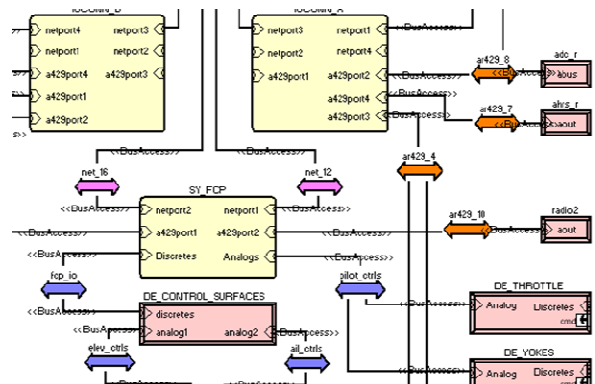 IOCOMM_B
IOCOMM_A
netport4
netport3
netport1
netport2
a429port4
a429port3
a429port1
a429port2
netport3
netport1
netport2
netport4
a429port1
a429port2
a429port4
a429port3
<<BusAccess>>
<<BusAccess>>
<<BusAccess>>
<<BusAccess>>
ar429_8
adc_r
abus
ar429_7
ahrs_r
aout
ar429_4
<<BusAccess>>
<<BusAccess>>
net_16
SY_FCP
net_12
<<BusAccess>>
netport2
netport1
<<BusAccess>>
<<BusAccess>>
a429port1
a429port2
<<BusAccess>>
ar429_10
radio2
aout
<<BusAccess>>
Discretes
Analogs
<<BusAccess>>
fcp_io
pilot_ctrls
DE_CONTROL_SURFACES
discretes
analog1
analog2
<<BusAccess>>
<<BusAccess>>
<<BusAccess>>
elev_ctrls
ail_ctrls
DE_THROTTLE
<<BusAccess>>
Analog
Discretes
cmd
DE_YOKES
<<BusAccess>>
Analog
Discretes